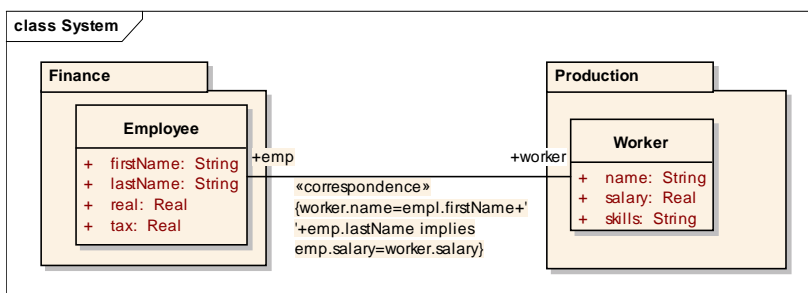 class System
Finance
Production
Employee
+ firstName: String
+ lastName: String
+ real: Real
+ tax: Real
+emp
+worker
Worker
+ name: String
+ salary: Real
+ skills: String
«correspondence»
{worker.name=empl.firstName+'
'+emp.lastName implies
emp.salary=worker.salary}